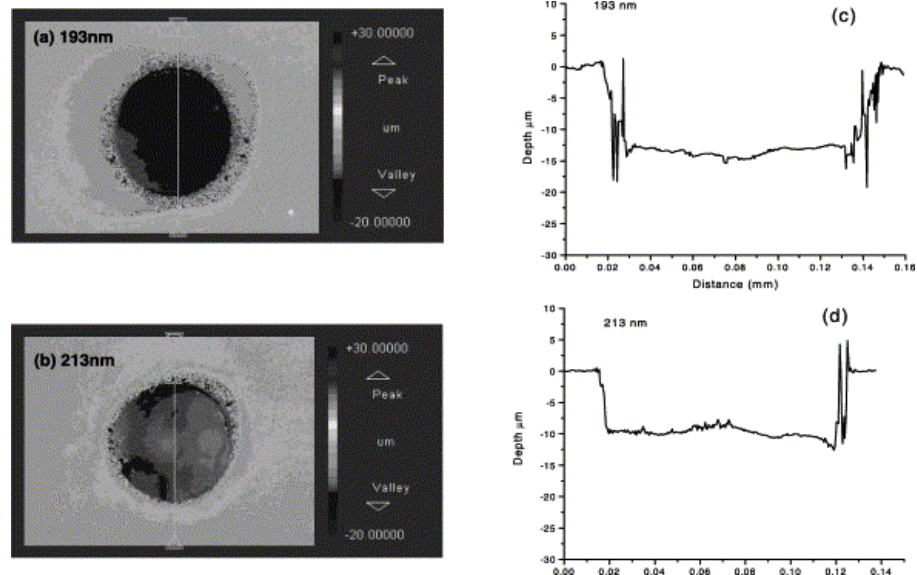 (a) 193nm
+30.00000
Peak
um
Valley
-20.00000
193 nm
(c)
10
5
0
-5
-10
-15
-20
-25
-30
Depth µm
0.00
0.02
0.04
0.06
0.08
0.10
0.12
0.14
0.16
Distance (mm)
(b) 213nm
+30.00000
Peak
um
Valley
-20.00000
213 nm
(d)
10
5
0
-5
-10
-15
-20
-25
-30
Depth µm
0.00
0.02
0.04
0.06
0.08
0.10
0.12
0.14